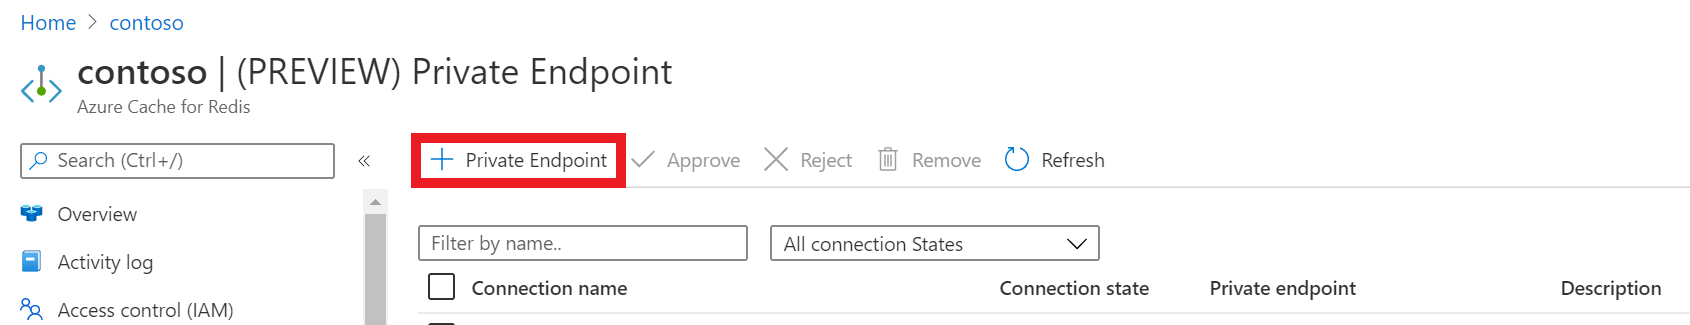 Home > contoso
contoso | (PREVIEW) Private Endpoint
Azure Cache for Redis
Search (Ctrl+/) «
+ Private Endpoint Approve Reject Remove Refresh
Overview
Filter by name.. All connection States
Activity log
Connection name Connection state Private endpoint Description
Access control (IAM)